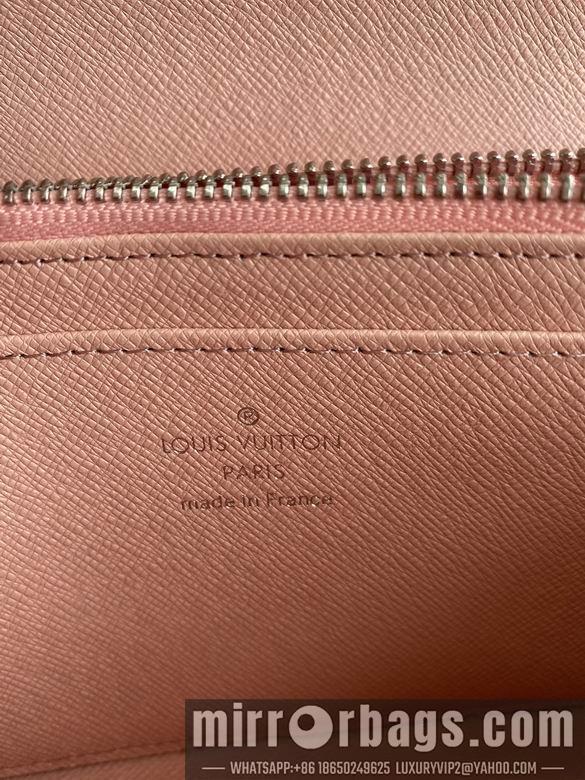 ®
LOUIS VUITTON
PARIS
made in France
mirrorbags.com
WHATSAPP:+86 18650249625 LUXURYVIP2@YAHOO.COM